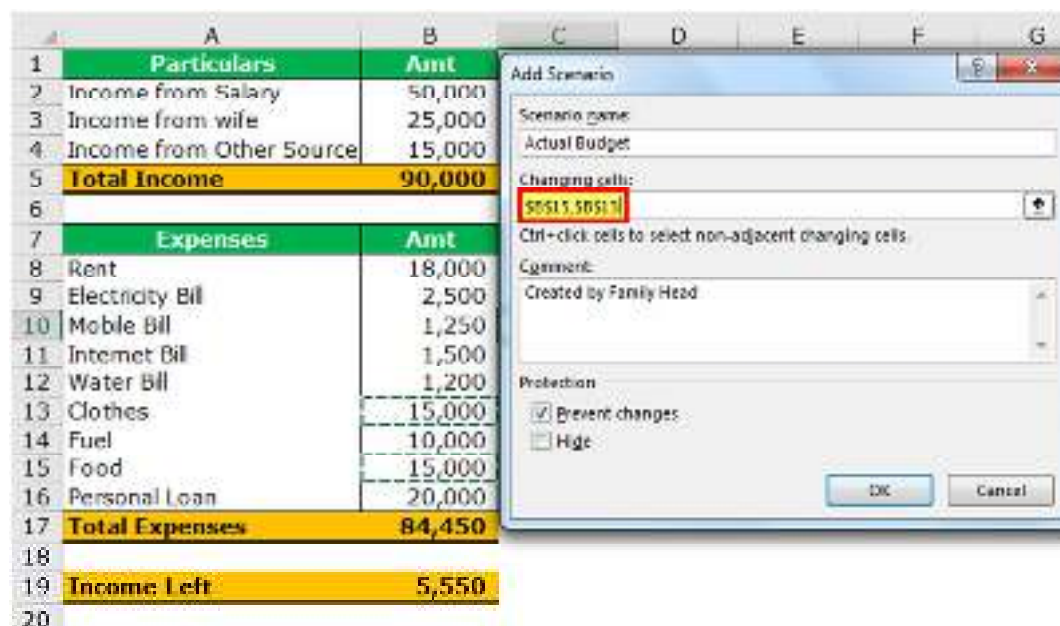 A B C D E F G
1 Particulars Amt
2 Income from Salary 50,000
3 Income from wife 25,000
4 Income from Other Source 15,000
5 Total Income 90,000
6
7 Expenses Amt
8 Rent 18,000
9 Electricity Bill 2,500
10 Mobile Bill 1,250
11 Internet Bill 1,500
12 Water Bill 1,200
13 Clothes 15,000
14 Fuel 10,000
15 Food 15,000
16 Personal Loan 20,000
17 Total Expenses 84,450
18
19 Income Left 5,550
20
Add Scenario
Scenario name:
Actual Budget
Changing cells:
$B$15,$B$13
Ctrl+click cells to select non-adjacent changing cells.
Comment:
Created by Family Head
Protection
Prevent changes
Hide
OK Cancel